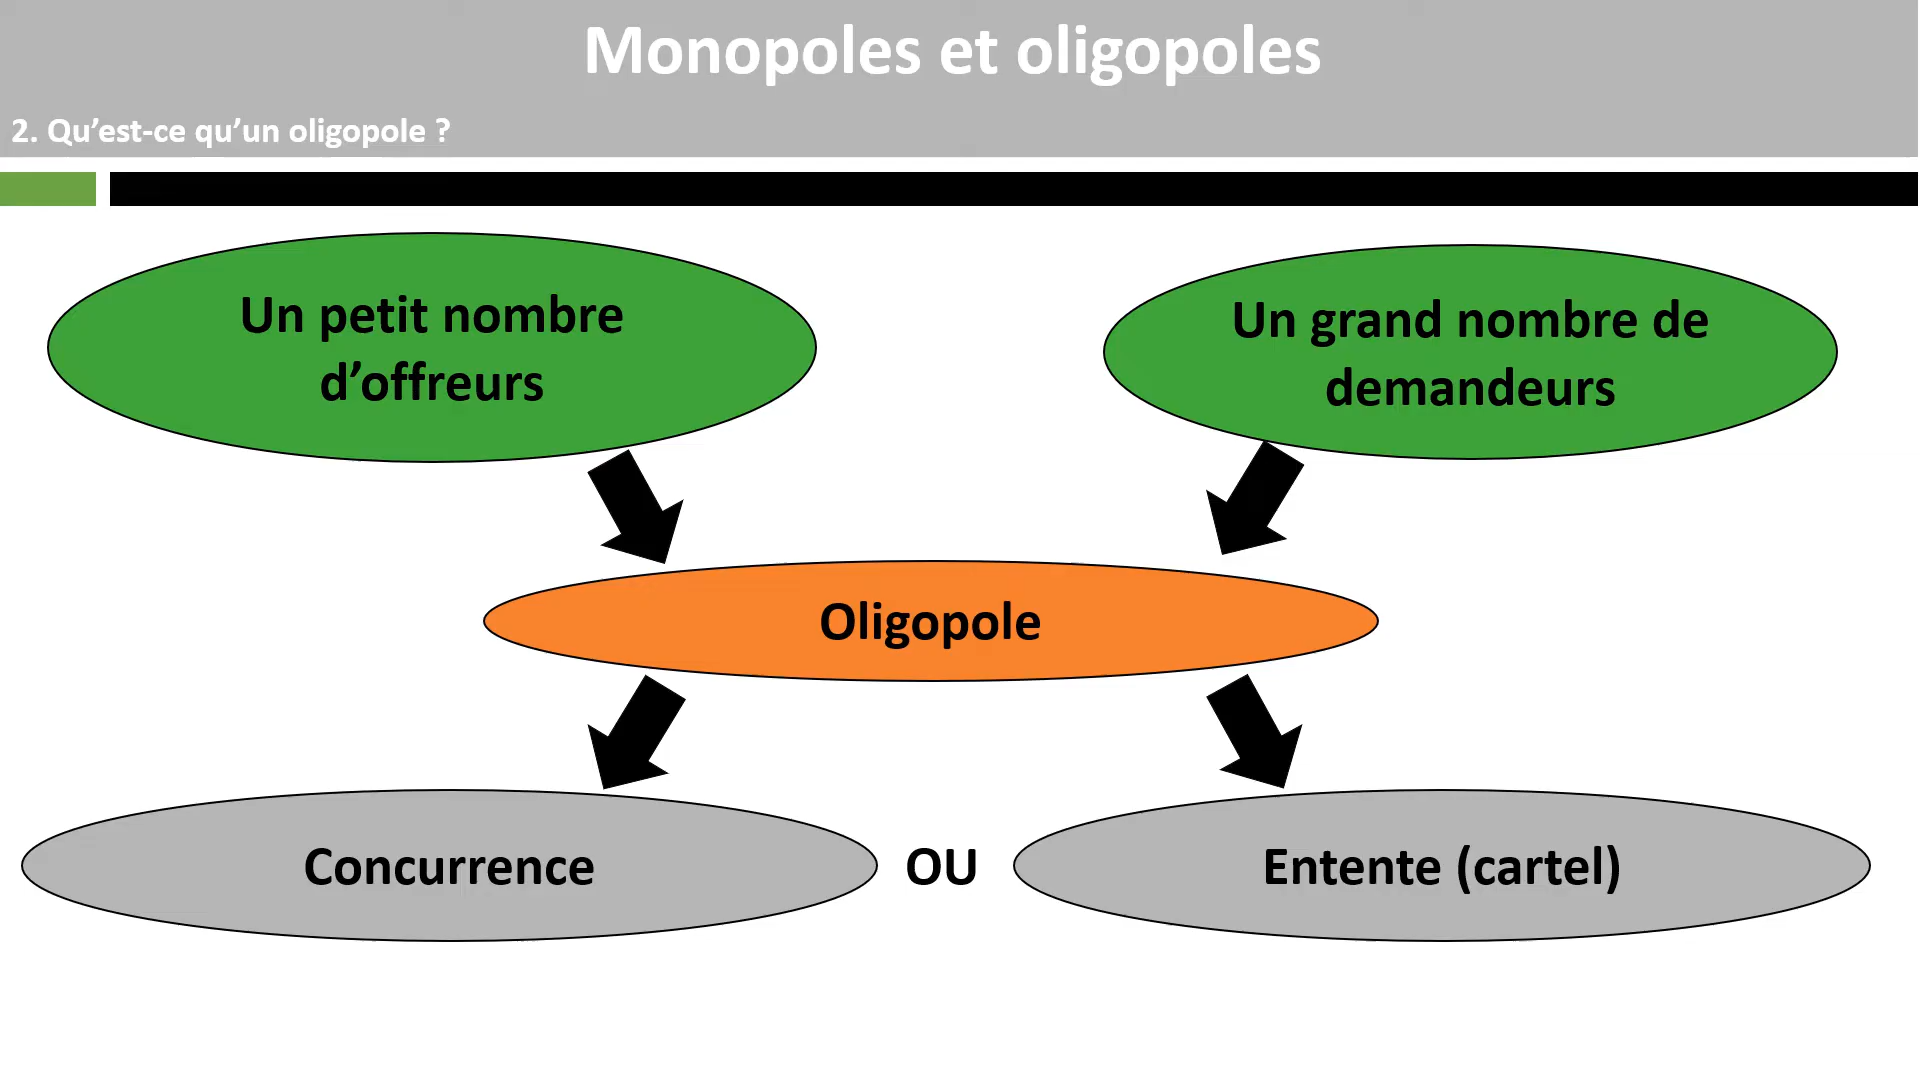 Monopoles et oligopoles
2. Qu’est-ce qu’un oligopole ?
Un petit nombre
d’offreurs
Un grand nombre de
demandeurs
Oligopole
Concurrence
OU
Entente (cartel)